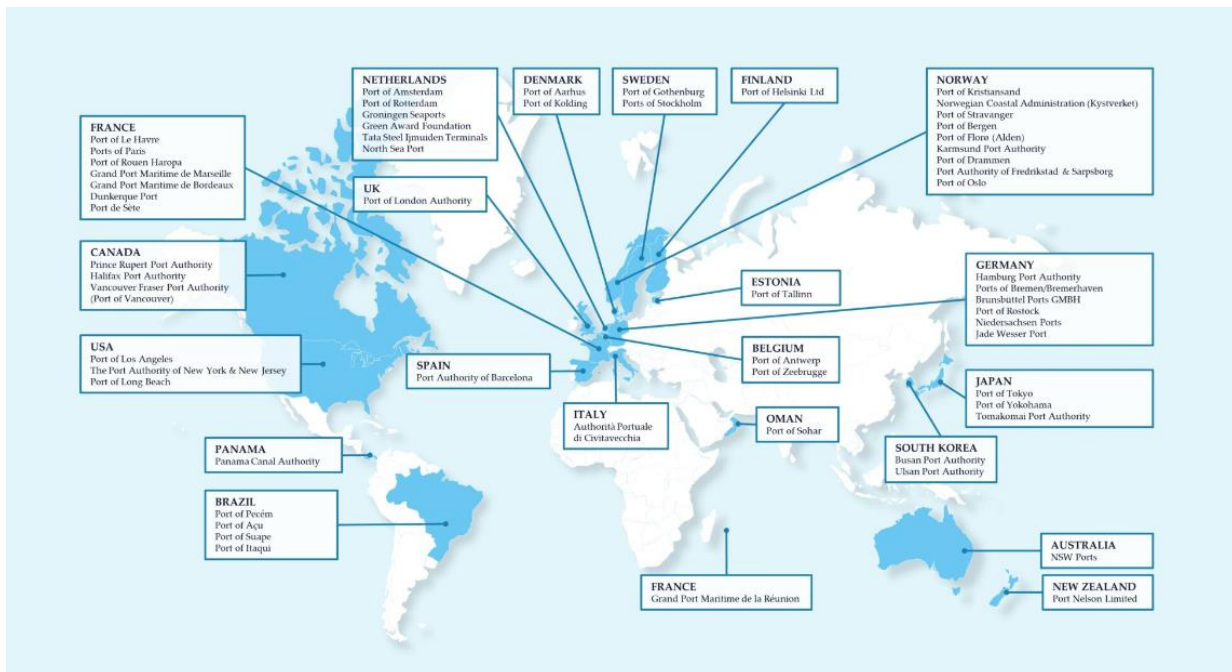 NETHERLANDS
Port of Amsterdam
Port of Rotterdam
Groningen Seaports
Green Award Foundation
Tata Steel Ijmuiden Terminals
North Sea Port
DENMARK
Port of Aarhus
Port of Kolding
SWEDEN
Port of Gothenburg
Ports of Stockholm
FINLAND
Port of Helsinki Ltd
NORWAY
Port of Kristiansand
Norwegian Coastal Administration (Kystverket)
Port of Stravanger
Port of Bergen
Port of Florø (Alden)
Karmsund Port Authority
Port of Drammen
Port Authority of Fredrikstad & Sarpsborg
Port of Oslo
FRANCE
Port of Le Havre
Ports of Paris
Port of Rouen Haropa
Grand Port Maritime de Marseille
Grand Port Maritime de Bordeaux
Dunkerque Port
Port de Sète
UK
Port of London Authority
CANADA
Prince Rupert Port Authority
Halifax Port Authority
Vancouver Fraser Port Authority
(Port of Vancouver)
ESTONIA
Port of Tallinn
GERMANY
Hamburg Port Authority
Ports of Bremen/Bremerhaven
Brunsbüttel Ports GMBH
Port of Rostock
Niedersachsen Ports
Jade Wesser Port
USA
Port of Los Angeles
The Port Authority of New York & New Jersey
Port of Long Beach
SPAIN
Port Authority of Barcelona
BELGIUM
Port of Antwerp
Port of Zeebrugge
ITALY
Authorità Portuale
di Civitavecchia
OMAN
Port of Sohar
JAPAN
Port of Tokyo
Port of Yokohama
Tomakomai Port Authority
SOUTH KOREA
Busan Port Authority
Ulsan Port Authority
PANAMA
Panama Canal Authority
BRAZIL
Port of Pecém
Port of Açu
Port of Suape
Port of Itaqui
FRANCE
Grand Port Maritime de la Réunion
AUSTRALIA
NSW Ports
NEW ZEALAND
Port Nelson Limited